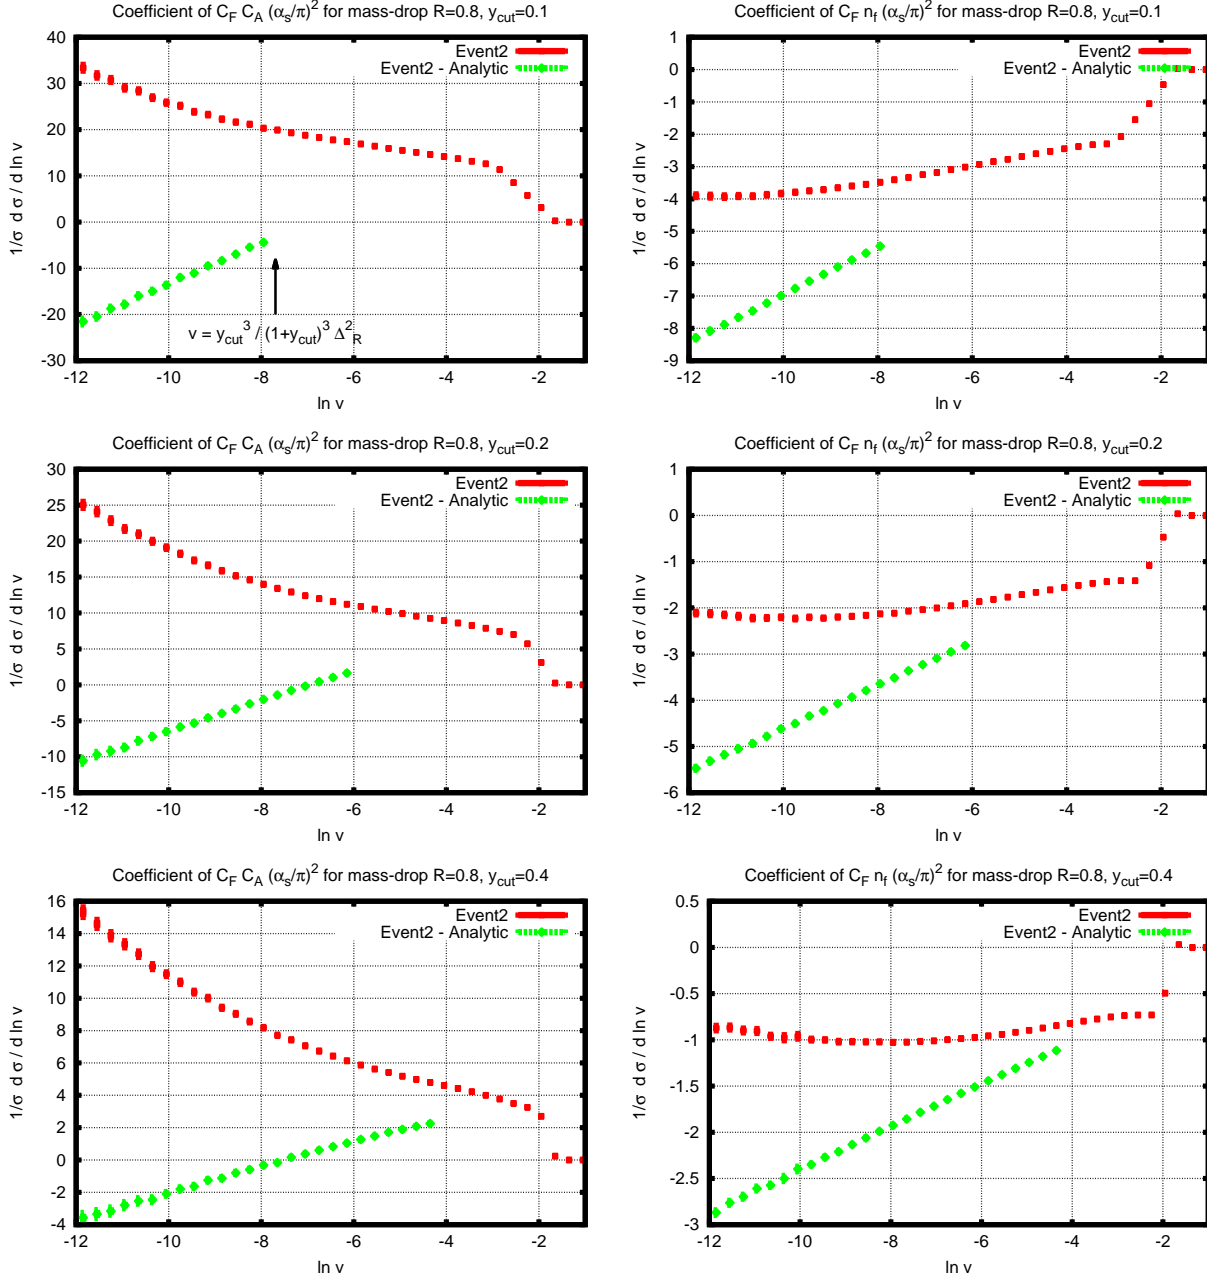 Coefficient of C_F C_A (α_s/π)^2 for mass-drop R=0.8, y_cut=0.1
40
30
20
10
0
-10
-20
-30
1/σ dσ / d ln v
Event2
Event2 - Analytic
v = y_cut^3 / (1+y_cut)^3 Δ^2_R
-12 -10 -8 -6 -4 -2
ln v
Coefficient of C_F n_f (α_s/π)^2 for mass-drop R=0.8, y_cut=0.1
1
0
-1
-2
-3
-4
-5
-6
-7
-8
-9
1/σ dσ / d ln v
Event2
Event2 - Analytic
-12 -10 -8 -6 -4 -2
ln v
Coefficient of C_F C_A (α_s/π)^2 for mass-drop R=0.8, y_cut=0.2
30
25
20
15
10
5
0
-5
-10
-15
1/σ dσ / d ln v
Event2
Event2 - Analytic
-12 -10 -8 -6 -4 -2
ln v
Coefficient of C_F n_f (α_s/π)^2 for mass-drop R=0.8, y_cut=0.2
1
0
-1
-2
-3
-4
-5
-6
1/σ dσ / d ln v
Event2
Event2 - Analytic
-12 -10 -8 -6 -4 -2
ln v
Coefficient of C_F C_A (α_s/π)^2 for mass-drop R=0.8, y_cut=0.4
16
14
12
10
8
6
4
2
0
-2
-4
1/σ dσ / d ln v
Event2
Event2 - Analytic
-12 -10 -8 -6 -4 -2
ln v
Coefficient of C_F n_f (α_s/π)^2 for mass-drop R=0.8, y_cut=0.4
0.5
0
-0.5
-1
-1.5
-2
-2.5
-3
1/σ dσ / d ln v
Event2
Event2 - Analytic
-12 -10 -8 -6 -4 -2
ln v